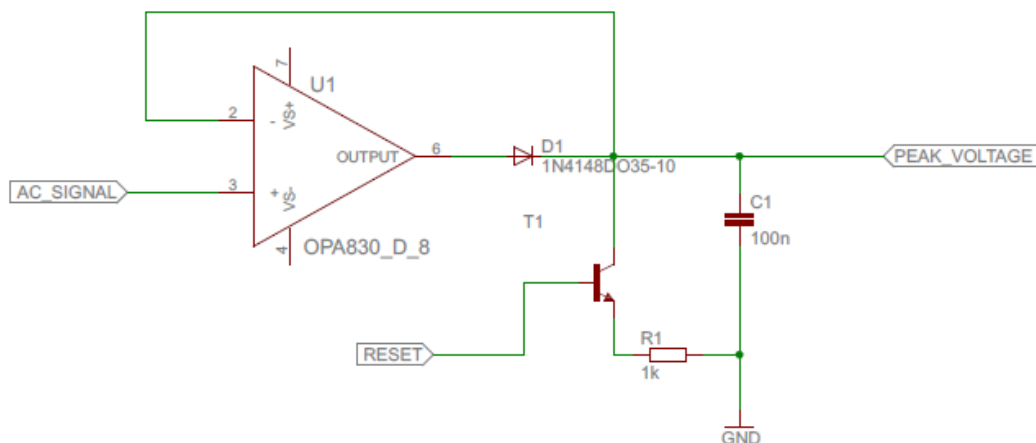 7
U1
2
-
VS+
OUTPUT
6
D1
1N4148DO35-10
PEAK_VOLTAGE
AC_SIGNAL
3
+
VS-
4
OPA830_D_8
T1
C1
100n
RESET
R1
1k
GND